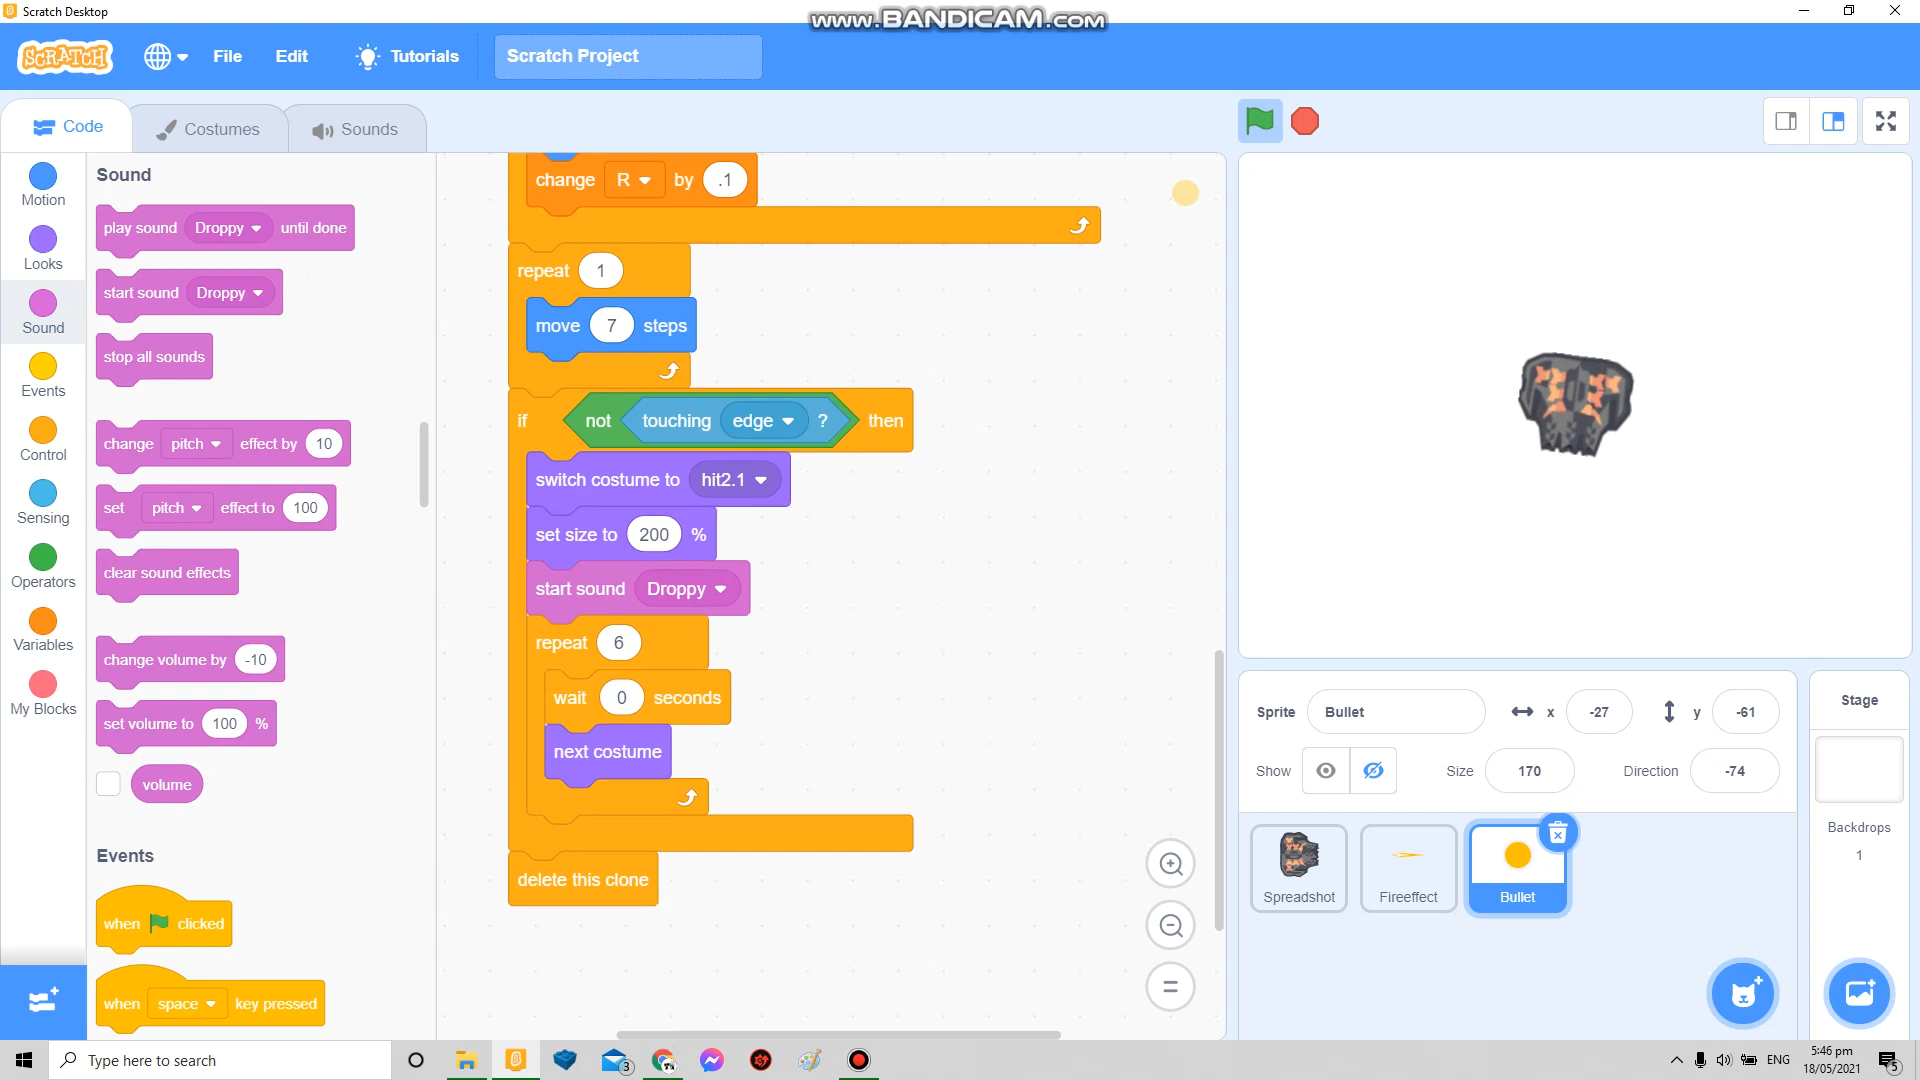 Scratch Desktop
www.BANDICAM.com
SCRATCH
File
Edit
Tutorials
Scratch Project
Code
Costumes
Sounds
Motion
Looks
Sound
Events
Control
Sensing
Operators
Variables
My Blocks
Sound
play sound Droppy until done
start sound Droppy
stop all sounds
change pitch effect by 10
set pitch effect to 100
clear sound effects
change volume by -10
set volume to 100 %
volume
Events
when clicked
when space key pressed
change R by .1
repeat 1
move 7 steps
if not touching edge ? then
switch costume to hit2.1
set size to 200 %
start sound Droppy
repeat 6
wait 0 seconds
next costume
delete this clone
Sprite Bullet x -27 y -61
Show Size 170 Direction -74
Spreadshot
Fireeffect
Bullet
Stage
Backdrops
1
Type here to search
3
ENG
5:46 pm
18/05/2021
5